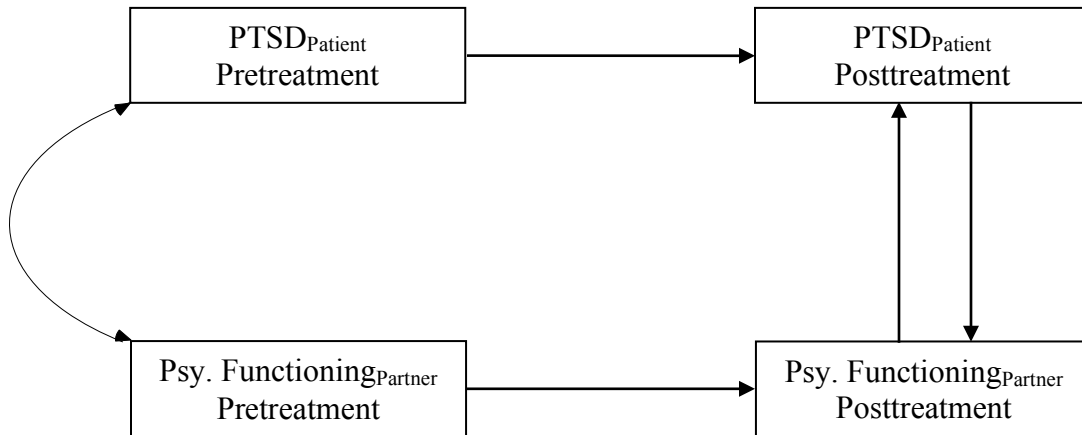 PTSDPatient
Pretreatment
PTSDPatient
Posttreatment
Psy. FunctioningPartner
Pretreatment
Psy. FunctioningPartner
Posttreatment